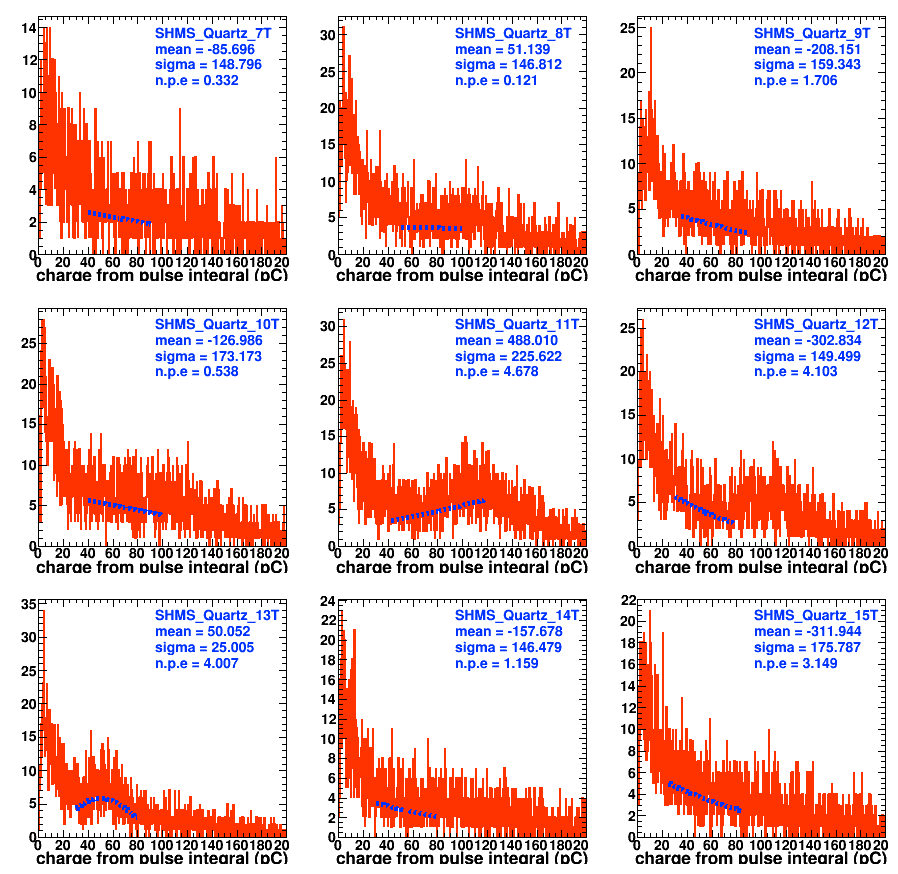 SHMS_Quartz_7T
mean = -85.696
sigma = 148.796
n.p.e = 0.332
14
12
10
8
6
4
2
0
0 20 40 60 80 100 120 140 160 180 20
charge from pulse integral (pC)
SHMS_Quartz_8T
mean = 51.139
sigma = 146.812
n.p.e = 0.121
30
25
20
15
10
5
0
0 20 40 60 80 100 120 140 160 180 20
charge from pulse integral (pC)
SHMS_Quartz_9T
mean = -208.151
sigma = 159.343
n.p.e = 1.706
25
20
15
10
5
0
0 20 40 60 80 100 120 140 160 180 20
charge from pulse integral (pC)
SHMS_Quartz_10T
mean = -126.986
sigma = 173.173
n.p.e = 0.538
25
20
15
10
5
0
0 20 40 60 80 100 120 140 160 180 20
charge from pulse integral (pC)
SHMS_Quartz_11T
mean = 488.010
sigma = 225.622
n.p.e = 4.678
30
25
20
15
10
5
0
0 20 40 60 80 100 120 140 160 180 20
charge from pulse integral (pC)
SHMS_Quartz_12T
mean = -302.834
sigma = 149.499
n.p.e = 4.103
25
20
15
10
5
0
0 20 40 60 80 100 120 140 160 180 20
charge from pulse integral (pC)
SHMS_Quartz_13T
mean = 50.052
sigma = 25.005
n.p.e = 4.007
35
30
25
20
15
10
5
0
0 20 40 60 80 100 120 140 160 180 20
charge from pulse integral (pC)
SHMS_Quartz_14T
mean = -157.678
sigma = 146.479
n.p.e = 1.159
24
22
20
18
16
14
12
10
8
6
4
2
0
0 20 40 60 80 100 120 140 160 180 20
charge from pulse integral (pC)
SHMS_Quartz_15T
mean = -311.944
sigma = 175.787
n.p.e = 3.149
22
20
18
16
14
12
10
8
6
4
2
0
0 20 40 60 80 100 120 140 160 180 20
charge from pulse integral (pC)